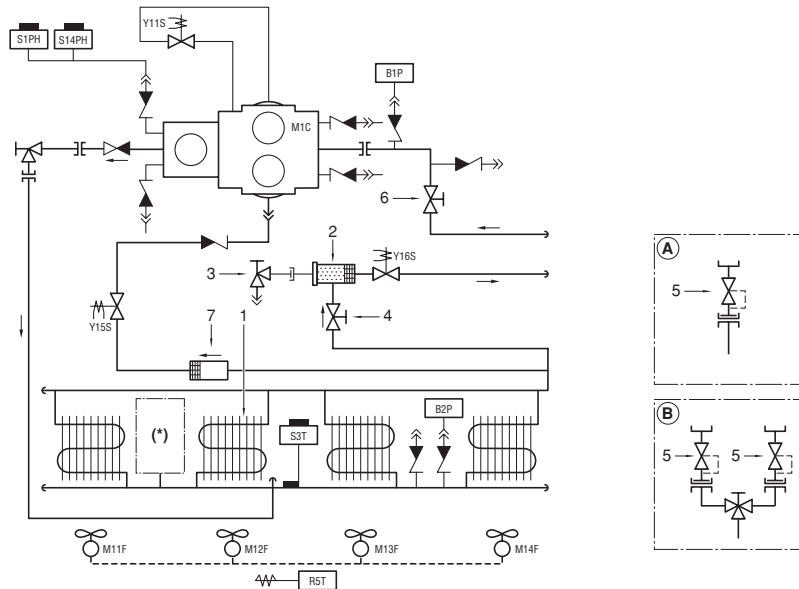 Y11S
S1PH S14PH
B1P
M1C
6
2
Y16S
3
A
5
Y15S
7 1
4
B2P
(*)
S3T
B
5 5
M11F M12F M13F M14F
R5T